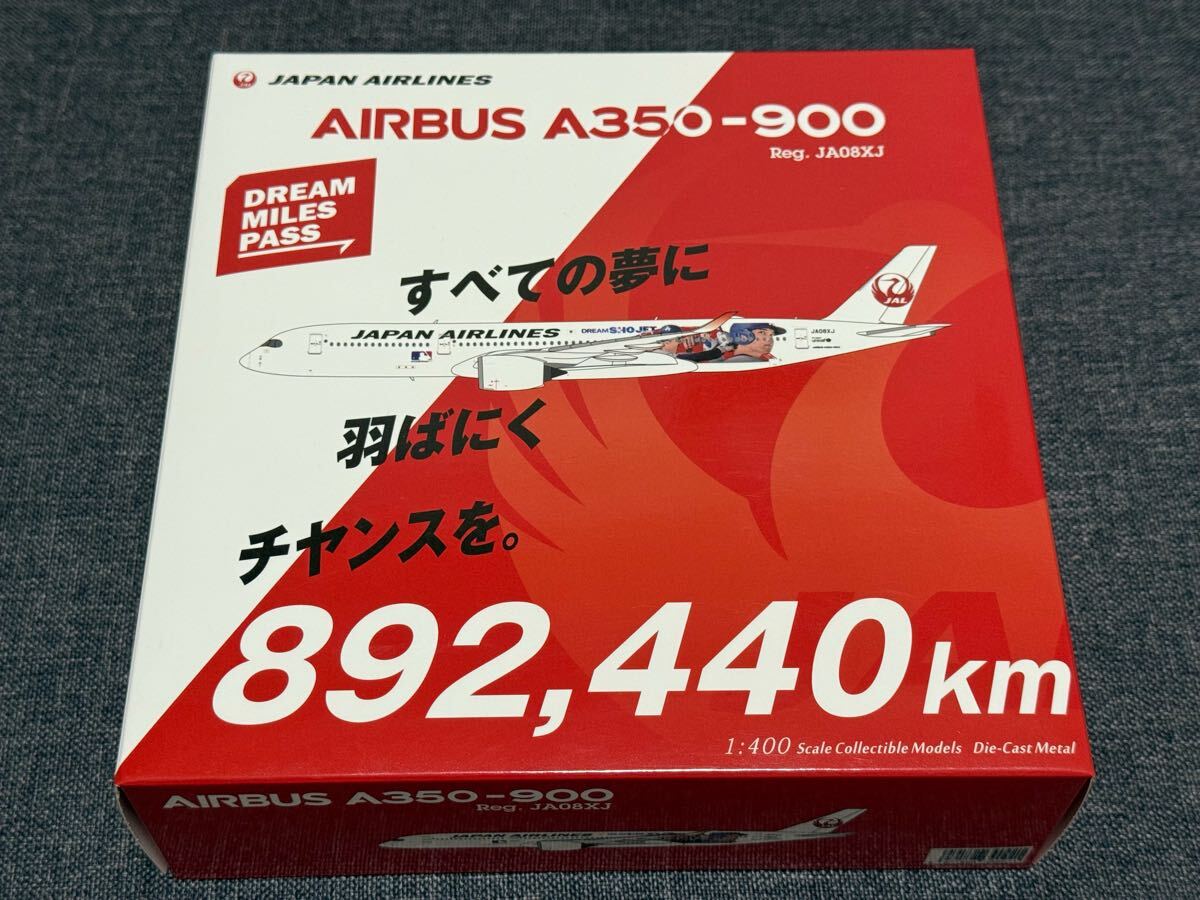 JAL
JAPAN AIRLINES
AIRBUS A350-900
Reg. JA08XJ
DREAM
MILES
PASS
すべての夢に
JAL
JAPAN AIRLINES
DREAM SHO JET
JA08XJ
羽ばたく
チャンスを。
892,440km
1:400 Scale Collectible Models Die-Cast Metal
AIRBUS A350-900
Reg. JA08XJ
JAPAN AIRLINES